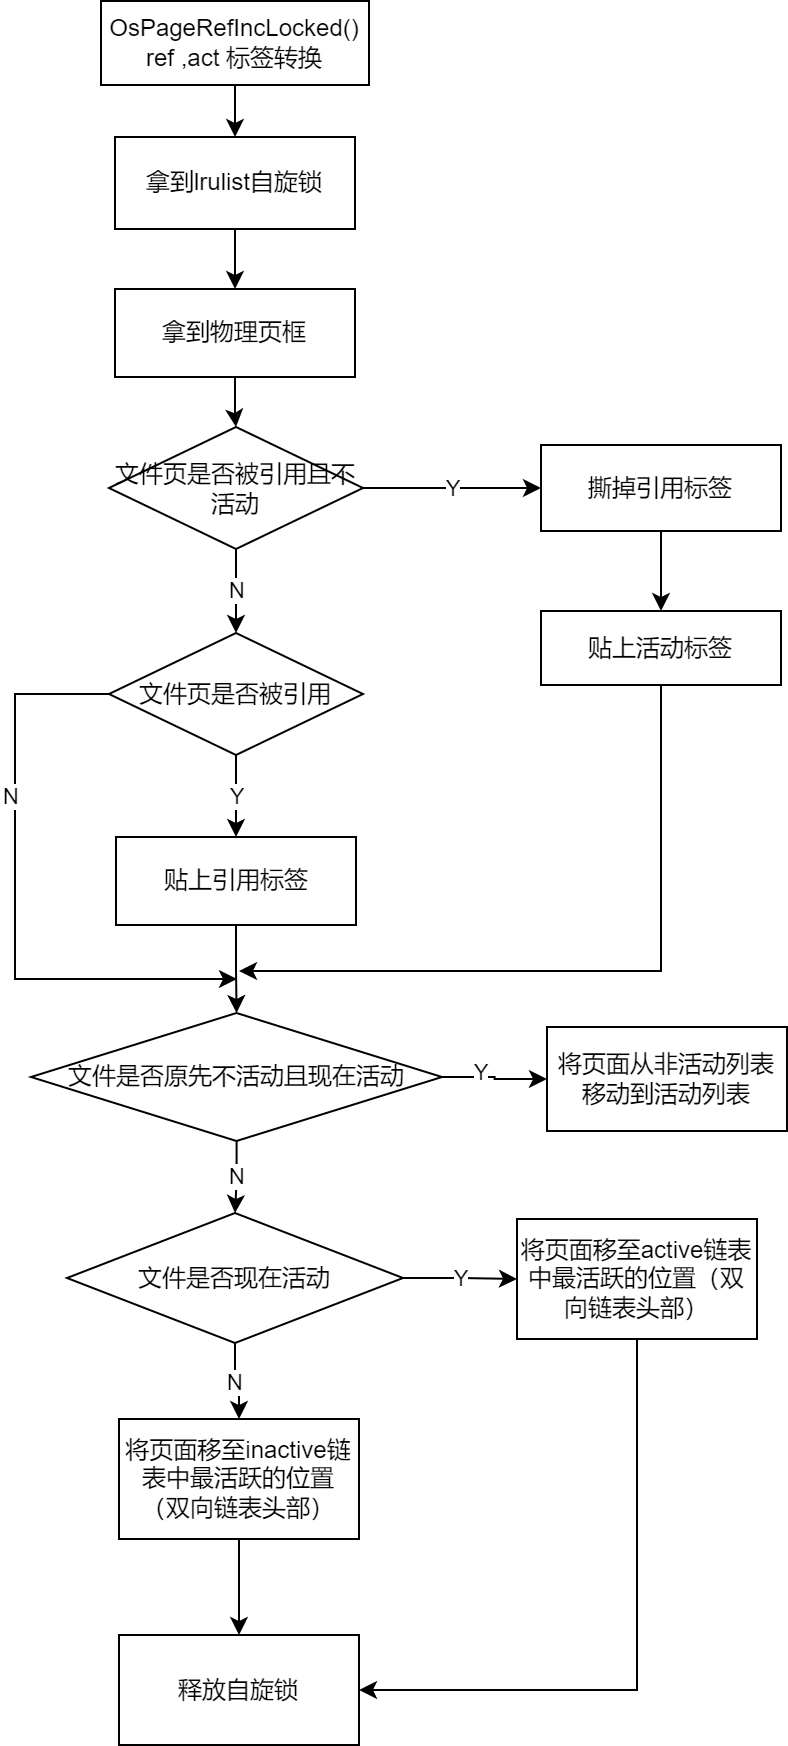 OsPageRefIncLocked()
ref ,act 标签转换
拿到lrulist自旋锁
拿到物理页框
文件页是否被引用且不
活动
Y
撕掉引用标签
N
贴上活动标签
文件页是否被引用
N
Y
贴上引用标签
文件是否原先不活动且现在活动
Y
将页面从非活动列表
移动到活动列表
N
文件是否现在活动
Y
将页面移至active链表
中最活跃的位置（双
向链表头部）
N
将页面移至inactive链
表中最活跃的位置
（双向链表头部）
释放自旋锁